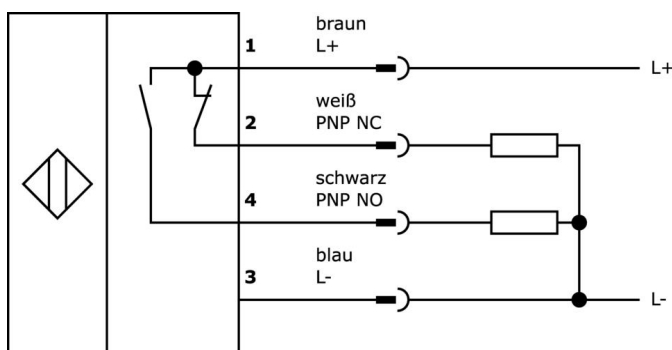 braun
1 L+
L+
weiß
2 PNP NC
schwarz
4 PNP NO
blau
3 L-
L-